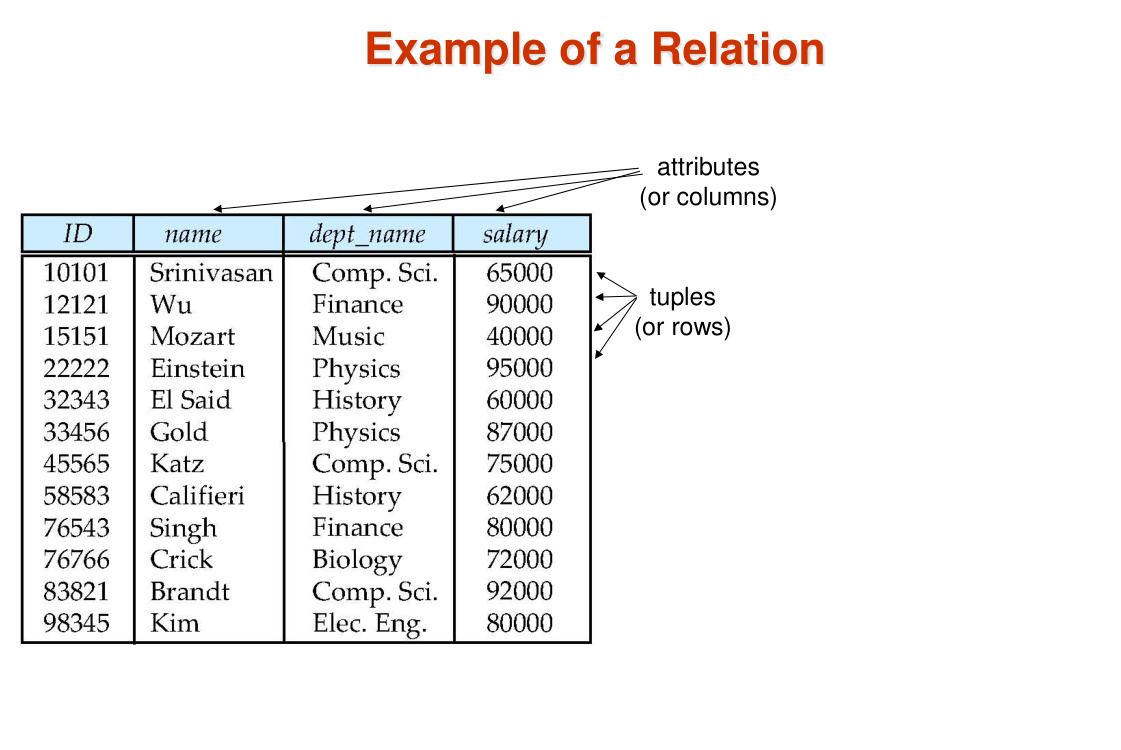 Example of a Relation
attributes
(or columns)
ID name dept_name salary
10101 Srinivasan Comp. Sci. 65000
12121 Wu Finance 90000
15151 Mozart Music 40000
22222 Einstein Physics 95000
32343 El Said History 60000
33456 Gold Physics 87000
45565 Katz Comp. Sci. 75000
58583 Califieri History 62000
76543 Singh Finance 80000
76766 Crick Biology 72000
83821 Brandt Comp. Sci. 92000
98345 Kim Elec. Eng. 80000
tuples
(or rows)